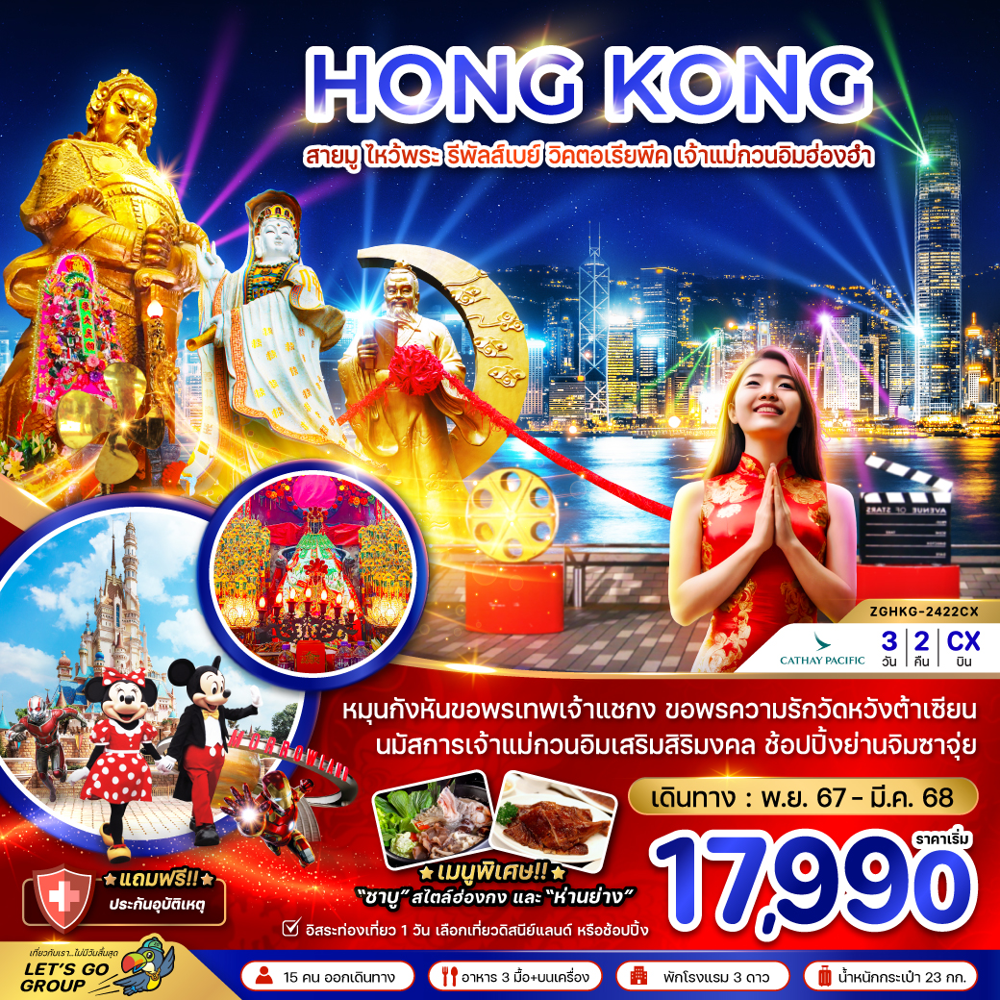 HONG KONG
สายมู ไหว้พระ รีพัลส์เบย์ วิคตอเรียพีค เจ้าแม่กวนอิมฮ่องฮำ
AVENUE OF STARS
ZGHKG-2422CX
CATHAY PACIFIC
3 วัน
2 คืน
CX บิน
หมุนกังหันขอพรเทพเจ้าแชกง ขอพรความรักวัดหวังต้าเซียน
นมัสการเจ้าแม่กวนอิมเสริมสิริมงคล ช้อปปิ้งย่านจิมซาจุ่ย
เดินทาง : พ.ย. 67 - มี.ค. 68
ราคาเริ่ม
17,990
เมนูพิเศษ!!
"ชาบู" สไตล์ฮ่องกง และ "ห่านย่าง"
อิสระท่องเที่ยว 1 วัน เลือกเที่ยวดิสนีย์แลนด์ หรือช้อปปิ้ง
แถมฟรี!!
ประกันอุบัติเหตุ
เที่ยวกับเรา...ไม่มีวันสิ้นสุด
LET'S GO
GROUP
15 คน ออกเดินทาง
อาหาร 3 มื้อ+บนเครื่อง
พักโรงแรม 3 ดาว
น้ำหนักกระเป๋า 23 กก.